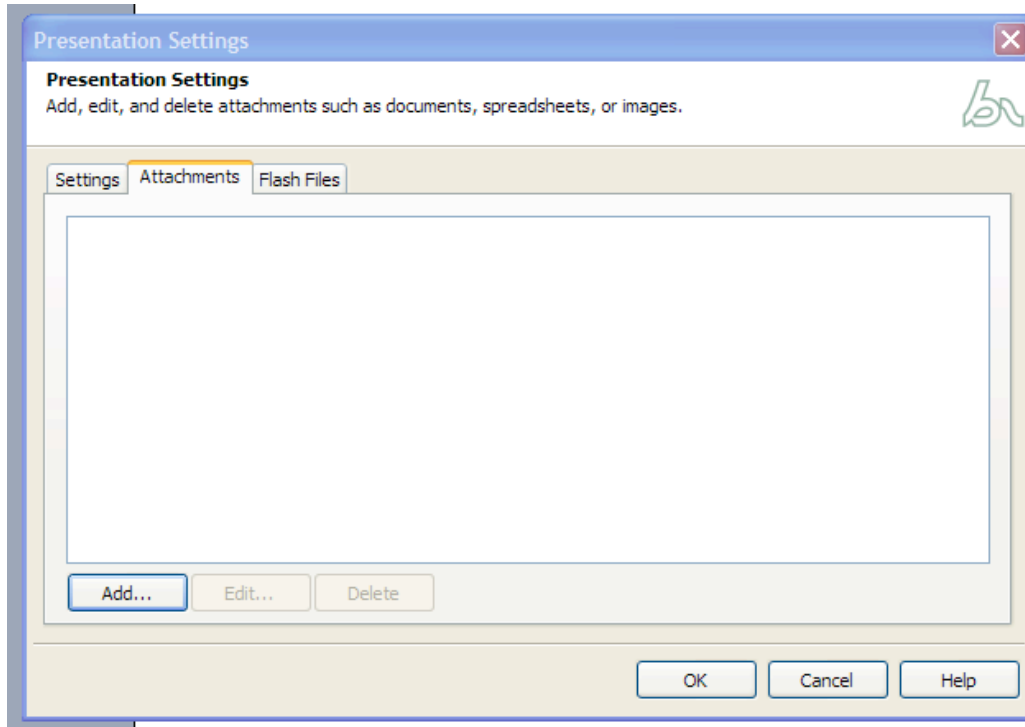 Presentation Settings
Presentation Settings
Add, edit, and delete attachments such as documents, spreadsheets, or images.
Settings Attachments Flash Files
Add... Edit... Delete
OK Cancel Help